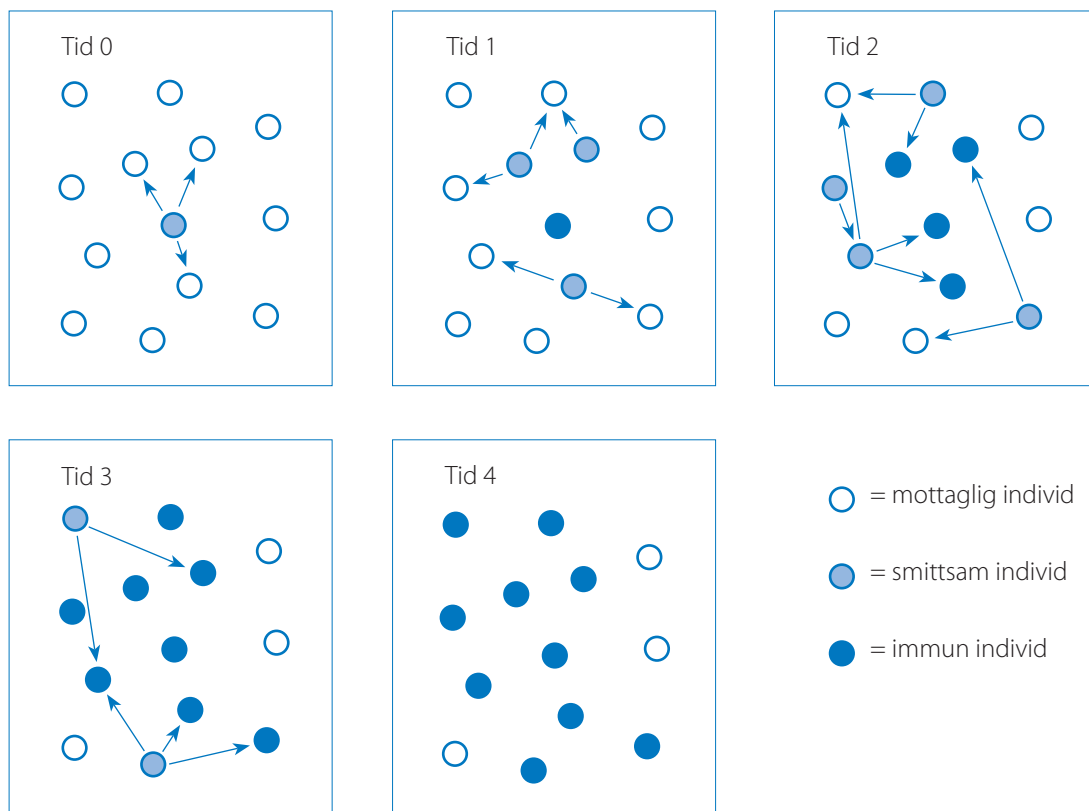 Tid 0
Tid 1
Tid 2
Tid 3
Tid 4
= mottaglig individ
= smittsam individ
= immun individ